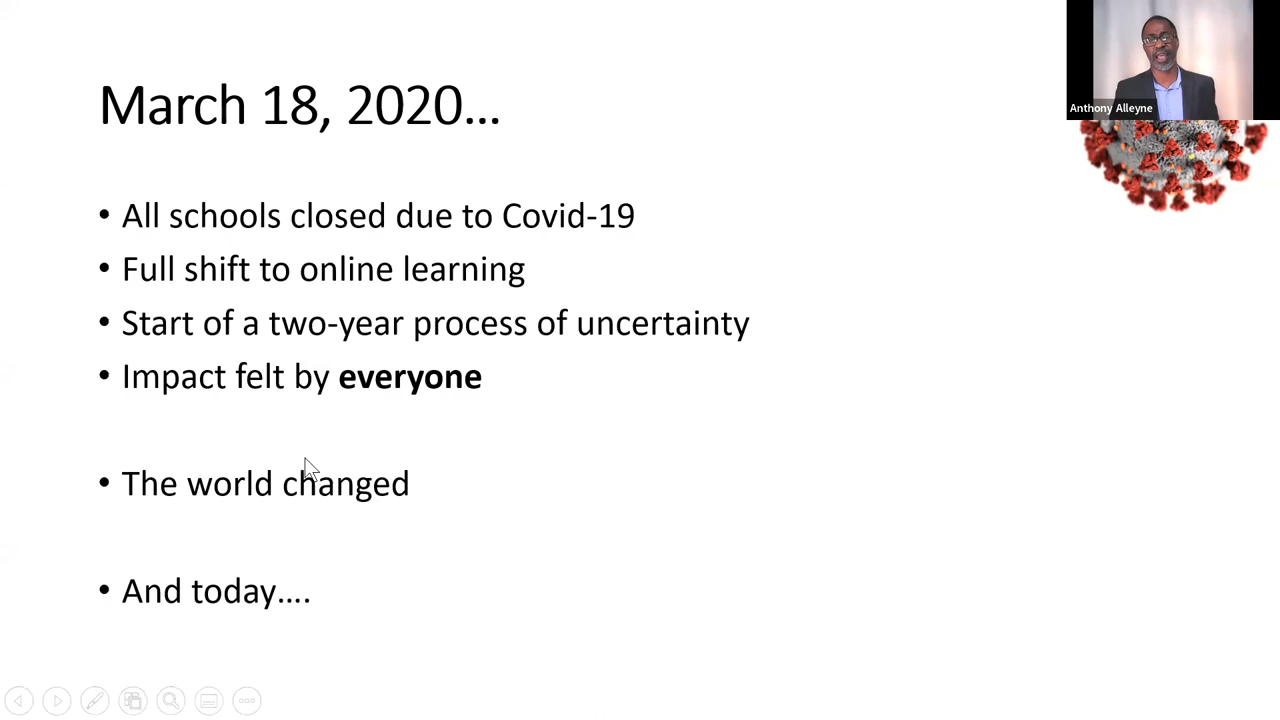 March 18, 2020...
Anthony Alleyne
• All schools closed due to Covid-19
• Full shift to online learning
• Start of a two-year process of uncertainty
• Impact felt by everyone
• The world changed
• And today....